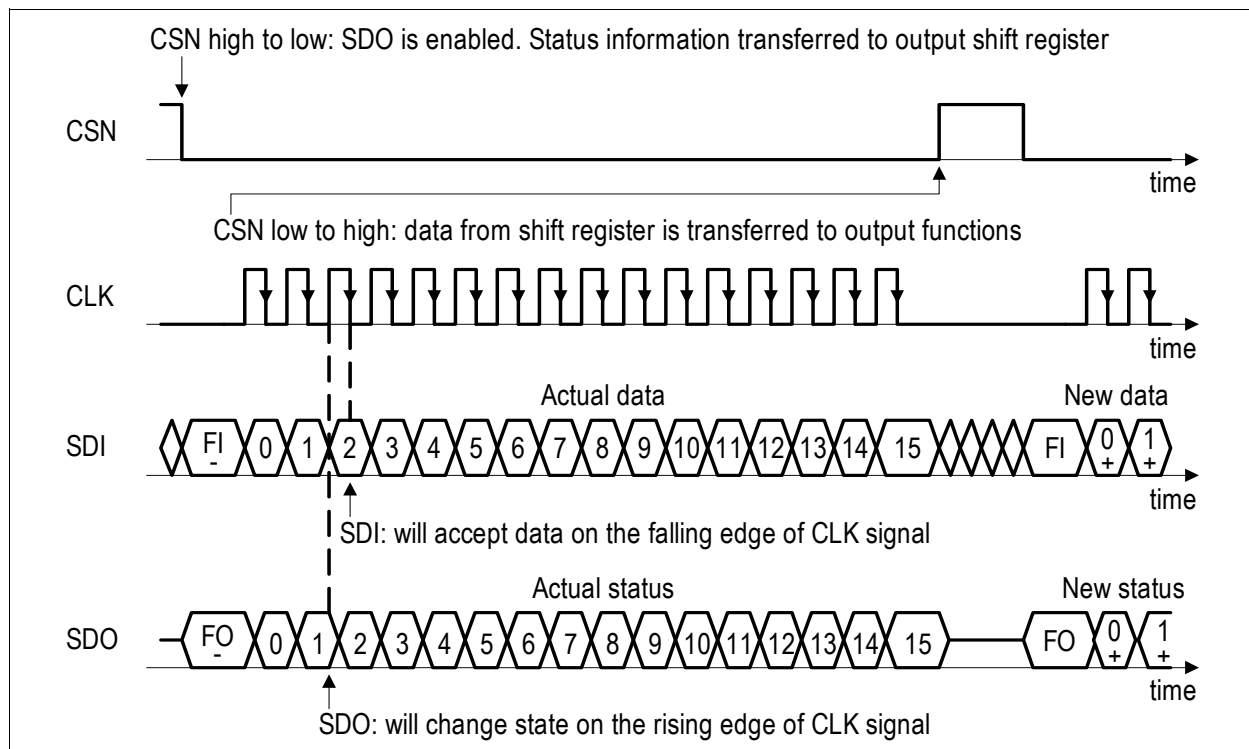 CSN high to low: SDO is enabled. Status information transferred to output shift register
CSN
time
CSN low to high: data from shift register is transferred to output functions
CLK
time
Actual data
New data
SDI
FI
-
0 1 2 3 4 5 6 7 8 9 10 11 12 13 14 15
FI
0
+
1
+
time
SDI: will accept data on the falling edge of CLK signal
Actual status
New status
SDO
FO
-
0 1 2 3 4 5 6 7 8 9 10 11 12 13 14 15
FO
0
+
1
+
time
SDO: will change state on the rising edge of CLK signal